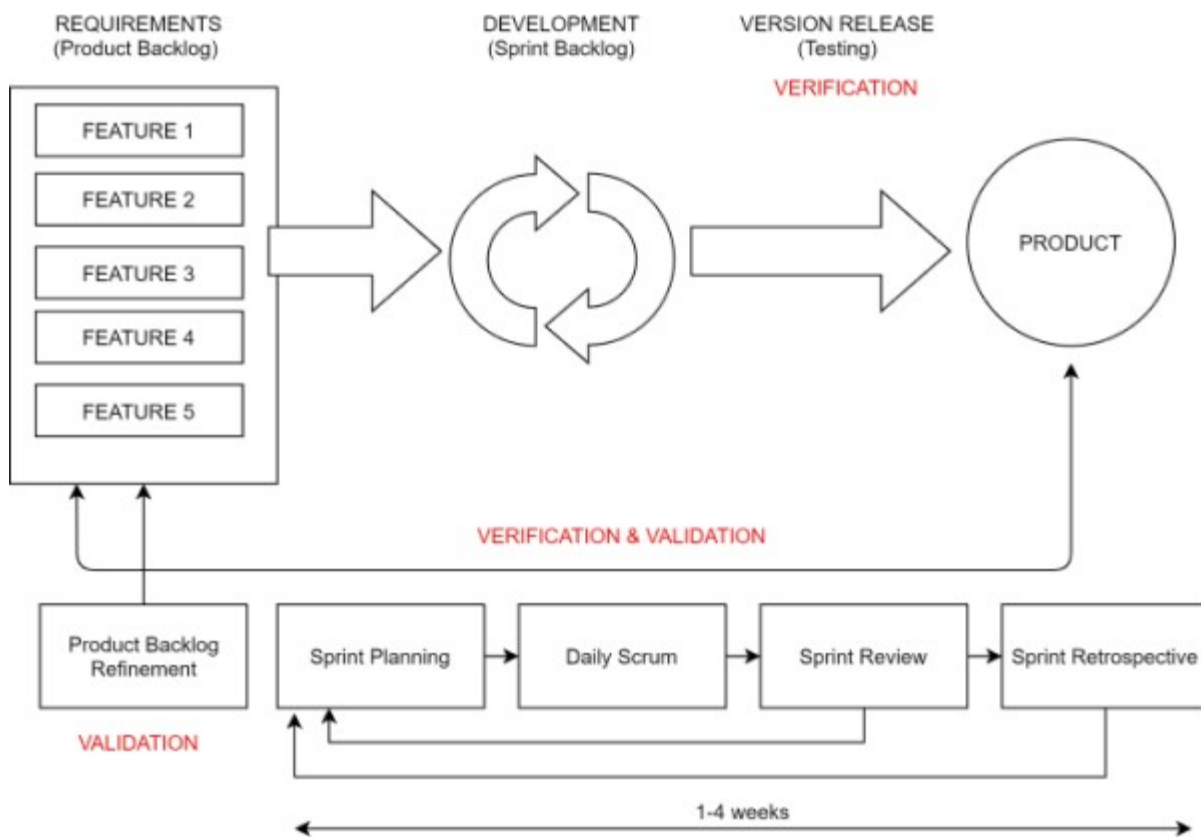 REQUIREMENTS
(Product Backlog)
DEVELOPMENT
(Sprint Backlog)
VERSION RELEASE
(Testing)
VERIFICATION
FEATURE 1
FEATURE 2
FEATURE 3
FEATURE 4
FEATURE 5
PRODUCT
VERIFICATION & VALIDATION
Product Backlog
Refinement
Sprint Planning
Daily Scrum
Sprint Review
Sprint Retrospective
VALIDATION
1-4 weeks